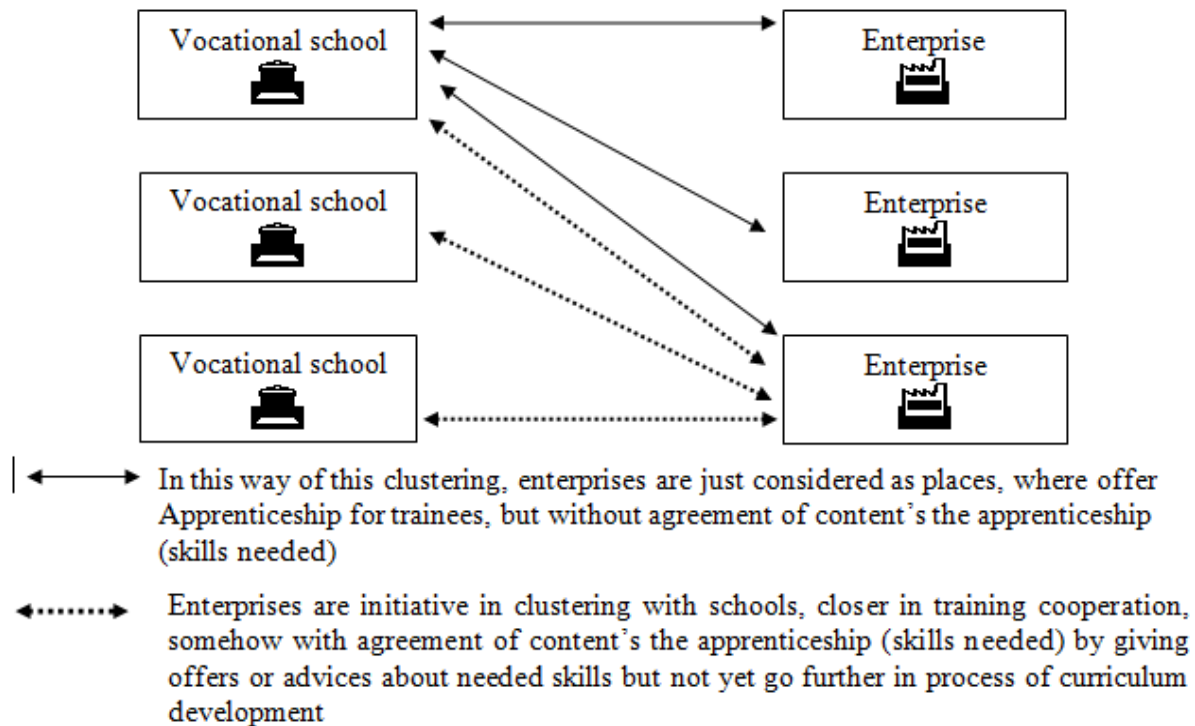 Vocational school
Enterprise
Vocational school
Enterprise
Vocational school
Enterprise
In this way of this clustering, enterprises are just considered as places, where offer
Apprenticeship for trainees, but without agreement of content’s the apprenticeship
(skills needed)
Enterprises are initiative in clustering with schools, closer in training cooperation,
somehow with agreement of content’s the apprenticeship (skills needed) by giving
offers or advices about needed skills but not yet go further in process of curriculum
development